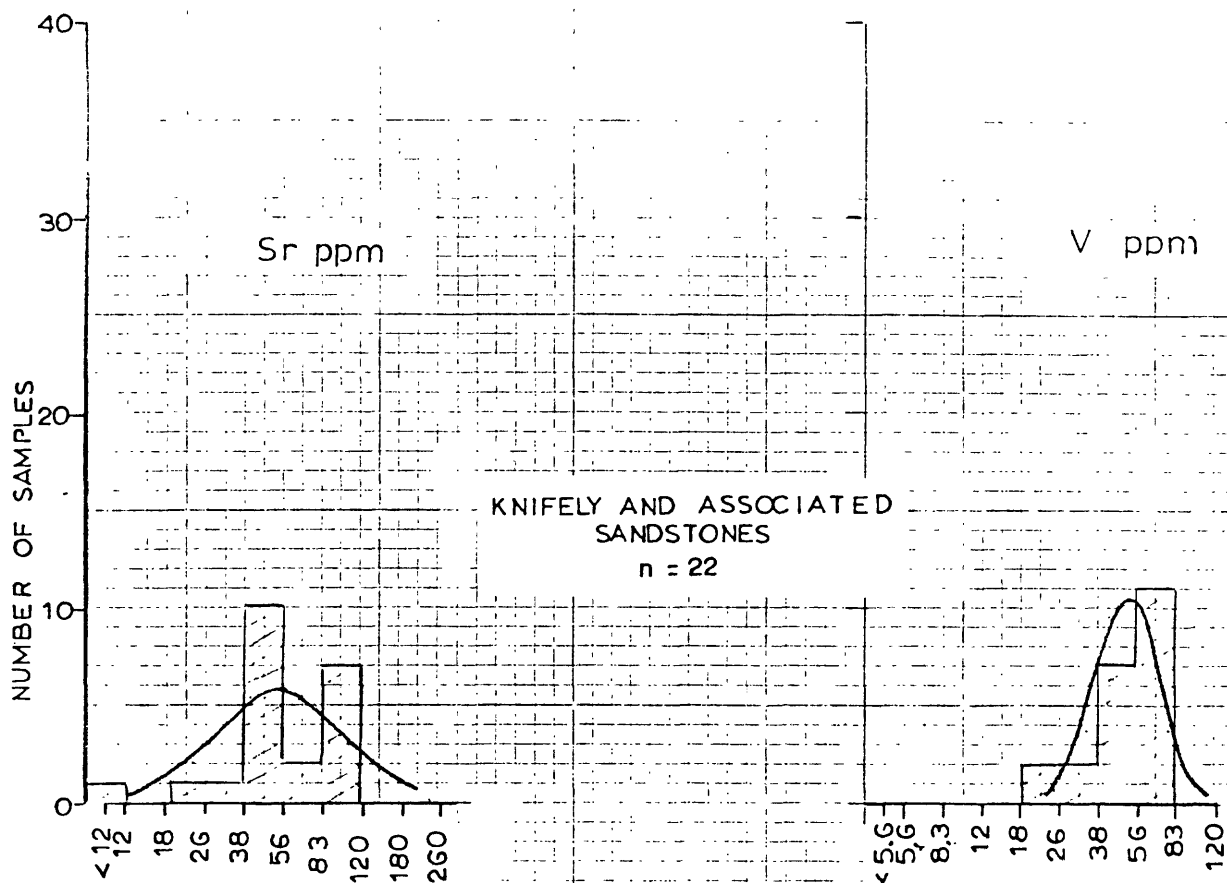 40
30
20
10
0
NUMBER OF SAMPLES
Sr ppm
V ppm
KNIFELY AND ASSOCIATED
SANDSTONES
n = 22
<12 12 18 26 38 56 83 120 180 260
<5.6 5,6 8,3 12 18 26 38 56 83 120